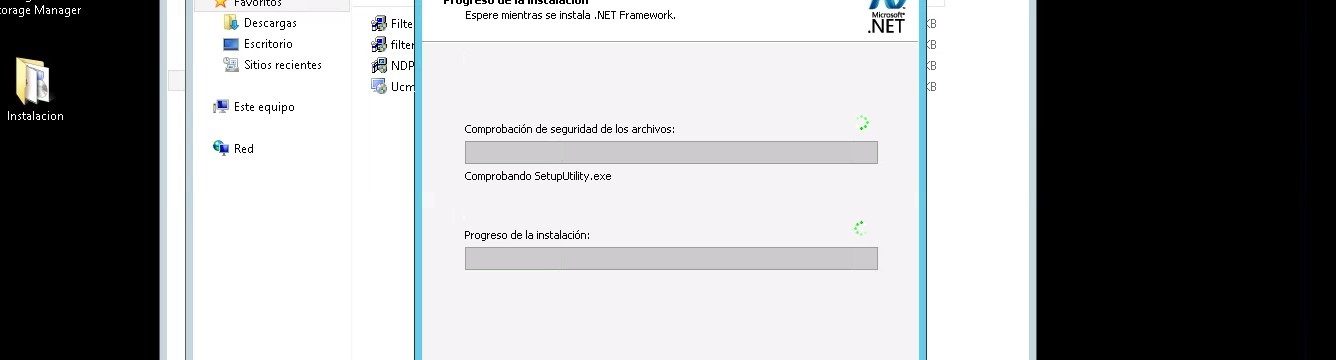 orage Manager
Instalacion
Favoritos
Descargas
Escritorio
Sitios recientes
Este equipo
Red
Filter
filter
NDP
Ucm
KB
KB
KB
KB
Progreso de la instalación
Espere mientras se instala .NET Framework.
Microsoft®
.NET
Comprobación de seguridad de los archivos:
Comprobando SetupUtility.exe
Progreso de la instalación: